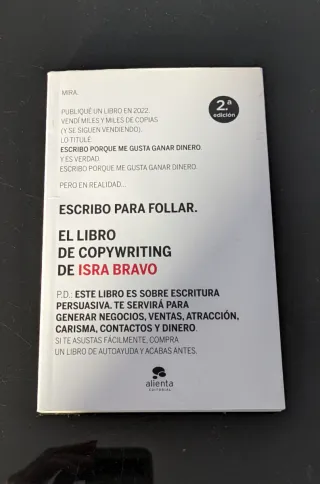 MIRA.
2.ª
edición
PUBLIQUÉ UN LIBRO EN 2022.
VENDÍ MILES Y MILES DE COPIAS
(Y SE SIGUEN VENDIENDO).
LO TITULÉ
ESCRIBO PORQUE ME GUSTA GANAR DINERO.
Y ES VERDAD.
ESCRIBO PORQUE ME GUSTA GANAR DINERO.
PERO EN REALIDAD...
ESCRIBO PARA FOLLAR.
EL LIBRO
DE COPYWRITING
DE ISRA BRAVO
P.D.: ESTE LIBRO ES SOBRE ESCRITURA
PERSUASIVA. TE SERVIRÁ PARA
GENERAR NEGOCIOS, VENTAS, ATRACCIÓN,
CARISMA, CONTACTOS Y DINERO.
SI TE ASUSTAS FÁCILMENTE, COMPRA
UN LIBRO DE AUTOAYUDA Y ACABAS ANTES.
alienta
EDITORIAL